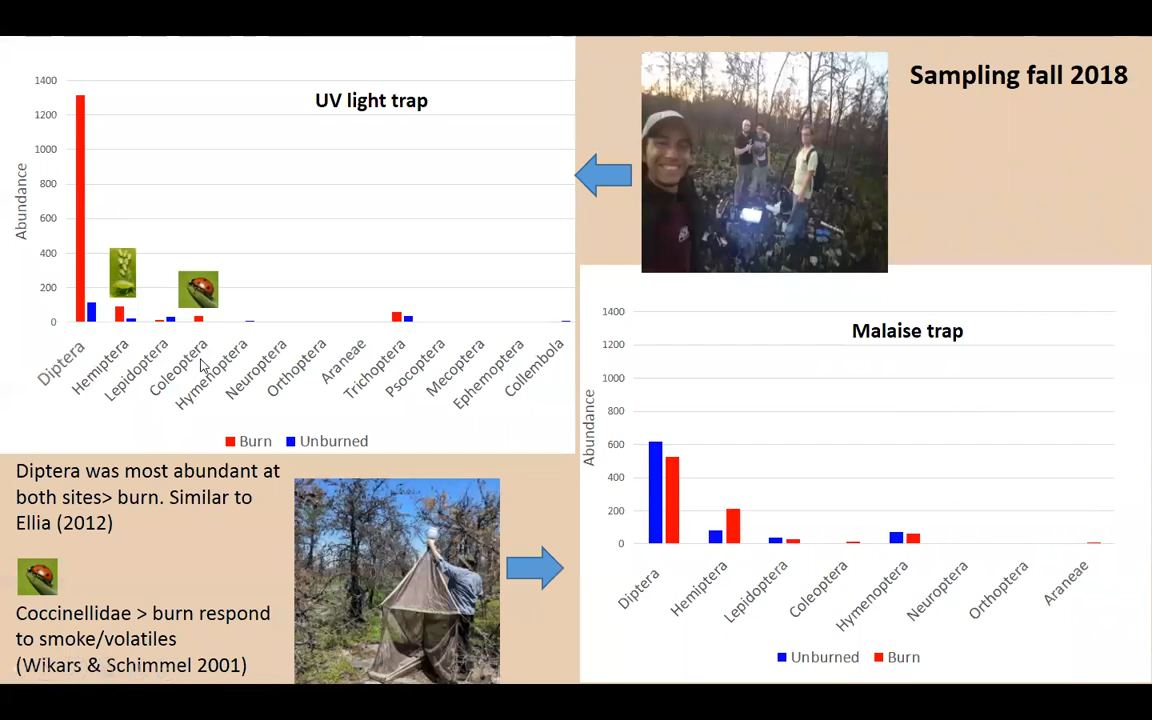 Sampling fall 2018
UV light trap
Abundance
1400
1200
1000
800
600
400
200
0
Diptera
Hemiptera
Lepidoptera
Coleoptera
Hymenoptera
Neuroptera
Orthoptera
Araneae
Trichoptera
Psocoptera
Mecoptera
Ephemoptera
Collembola
Burn
Unburned
Malaise trap
Abundance
1400
1200
1000
800
600
400
200
0
Diptera
Hemiptera
Lepidoptera
Coleoptera
Hymenoptera
Neuroptera
Orthoptera
Araneae
Unburned
Burn
Diptera was most abundant at
both sites> burn. Similar to
Ellia (2012)
Coccinellidae > burn respond
to smoke/volatiles
(Wikars & Schimmel 2001)